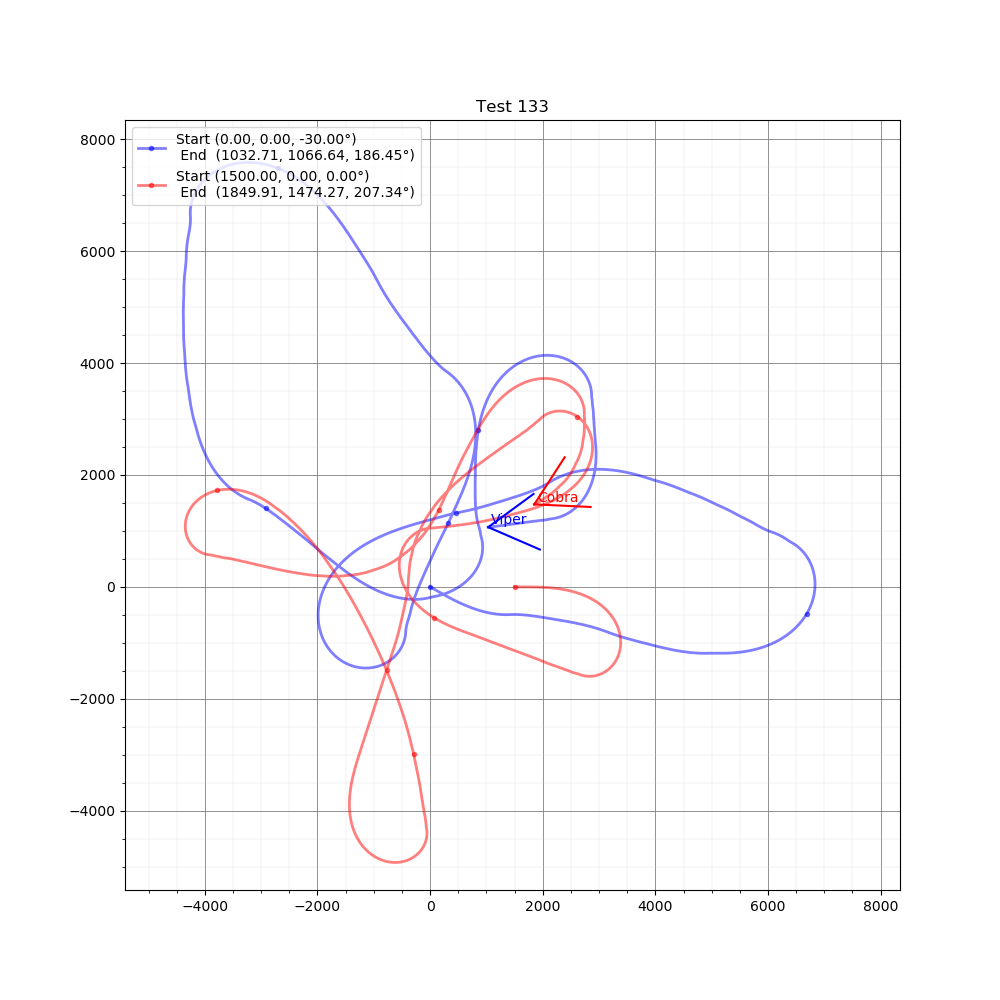 Test 133
Start (0.00, 0.00, -30.00°)
End (1032.71, 1066.64, 186.45°)
Start (1500.00, 0.00, 0.00°)
End (1849.91, 1474.27, 207.34°)
8000
6000
4000
2000
0
−2000
−4000
Cobra
Viper
−4000 −2000 0 2000 4000 6000 8000